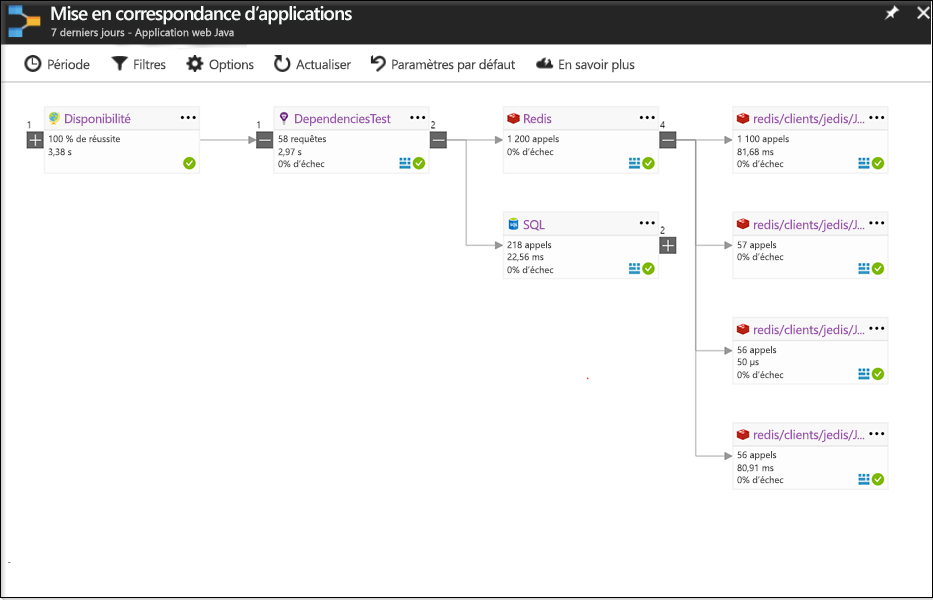 Mise en correspondance d’applications
7 derniers jours - Application web Java
Période Filtres Options Actualiser Paramètres par défaut En savoir plus
1
Disponibilité
100 % de réussite
3,38 s
1
DependenciesTest
58 requêtes
2,97 s
0% d’échec
2
Redis
1 200 appels
0% d’échec
4
SQL
218 appels
22,56 ms
0% d’échec
2
redis/clients/jedis/J...
1 100 appels
81,68 ms
0% d’échec
redis/clients/jedis/J...
57 appels
0% d’échec
redis/clients/jedis/J...
56 appels
50 µs
0% d’échec
redis/clients/jedis/J...
56 appels
80,91 ms
0% d’échec